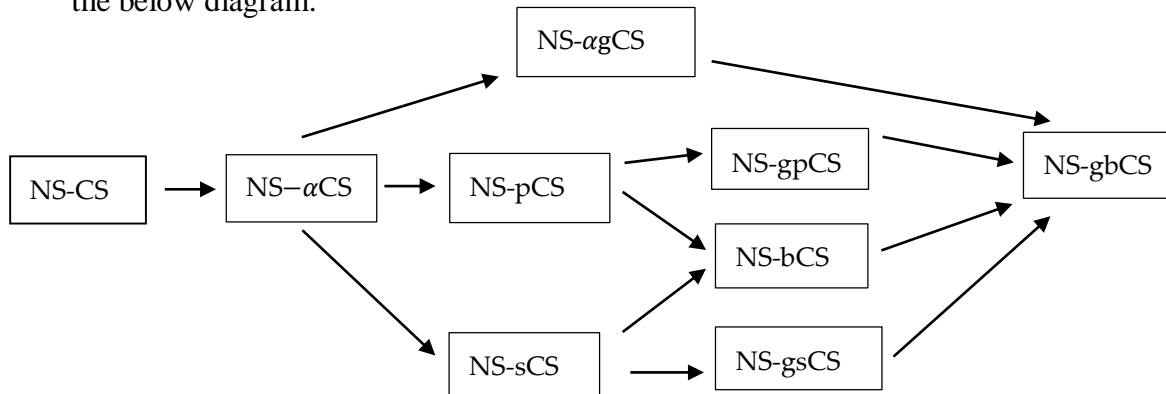 the below diagram.
NS-αgCS
NS-CS
NS−αCS
NS-pCS
NS-gpCS
NS-gbCS
NS-bCS
NS-sCS
NS-gsCS